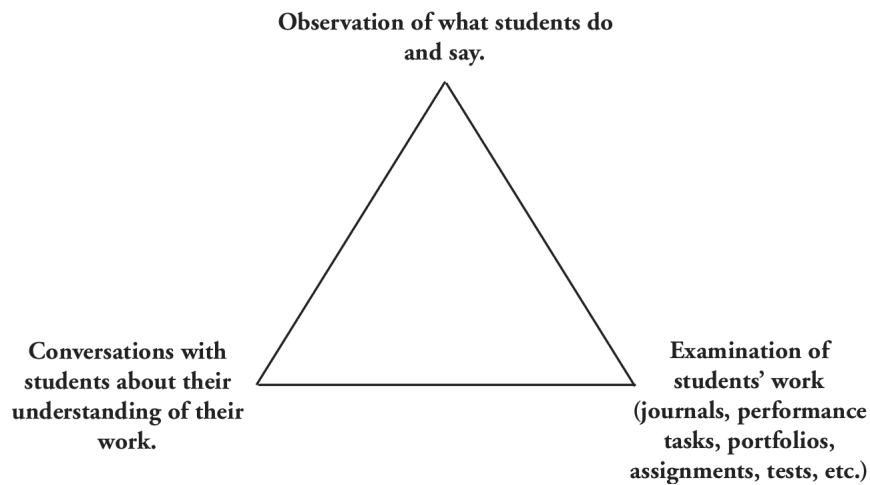 Observation of what students do
and say.
Conversations with
students about their
understanding of their
work.
Examination of
students’ work
(journals, performance
tasks, portfolios,
assignments, tests, etc.)